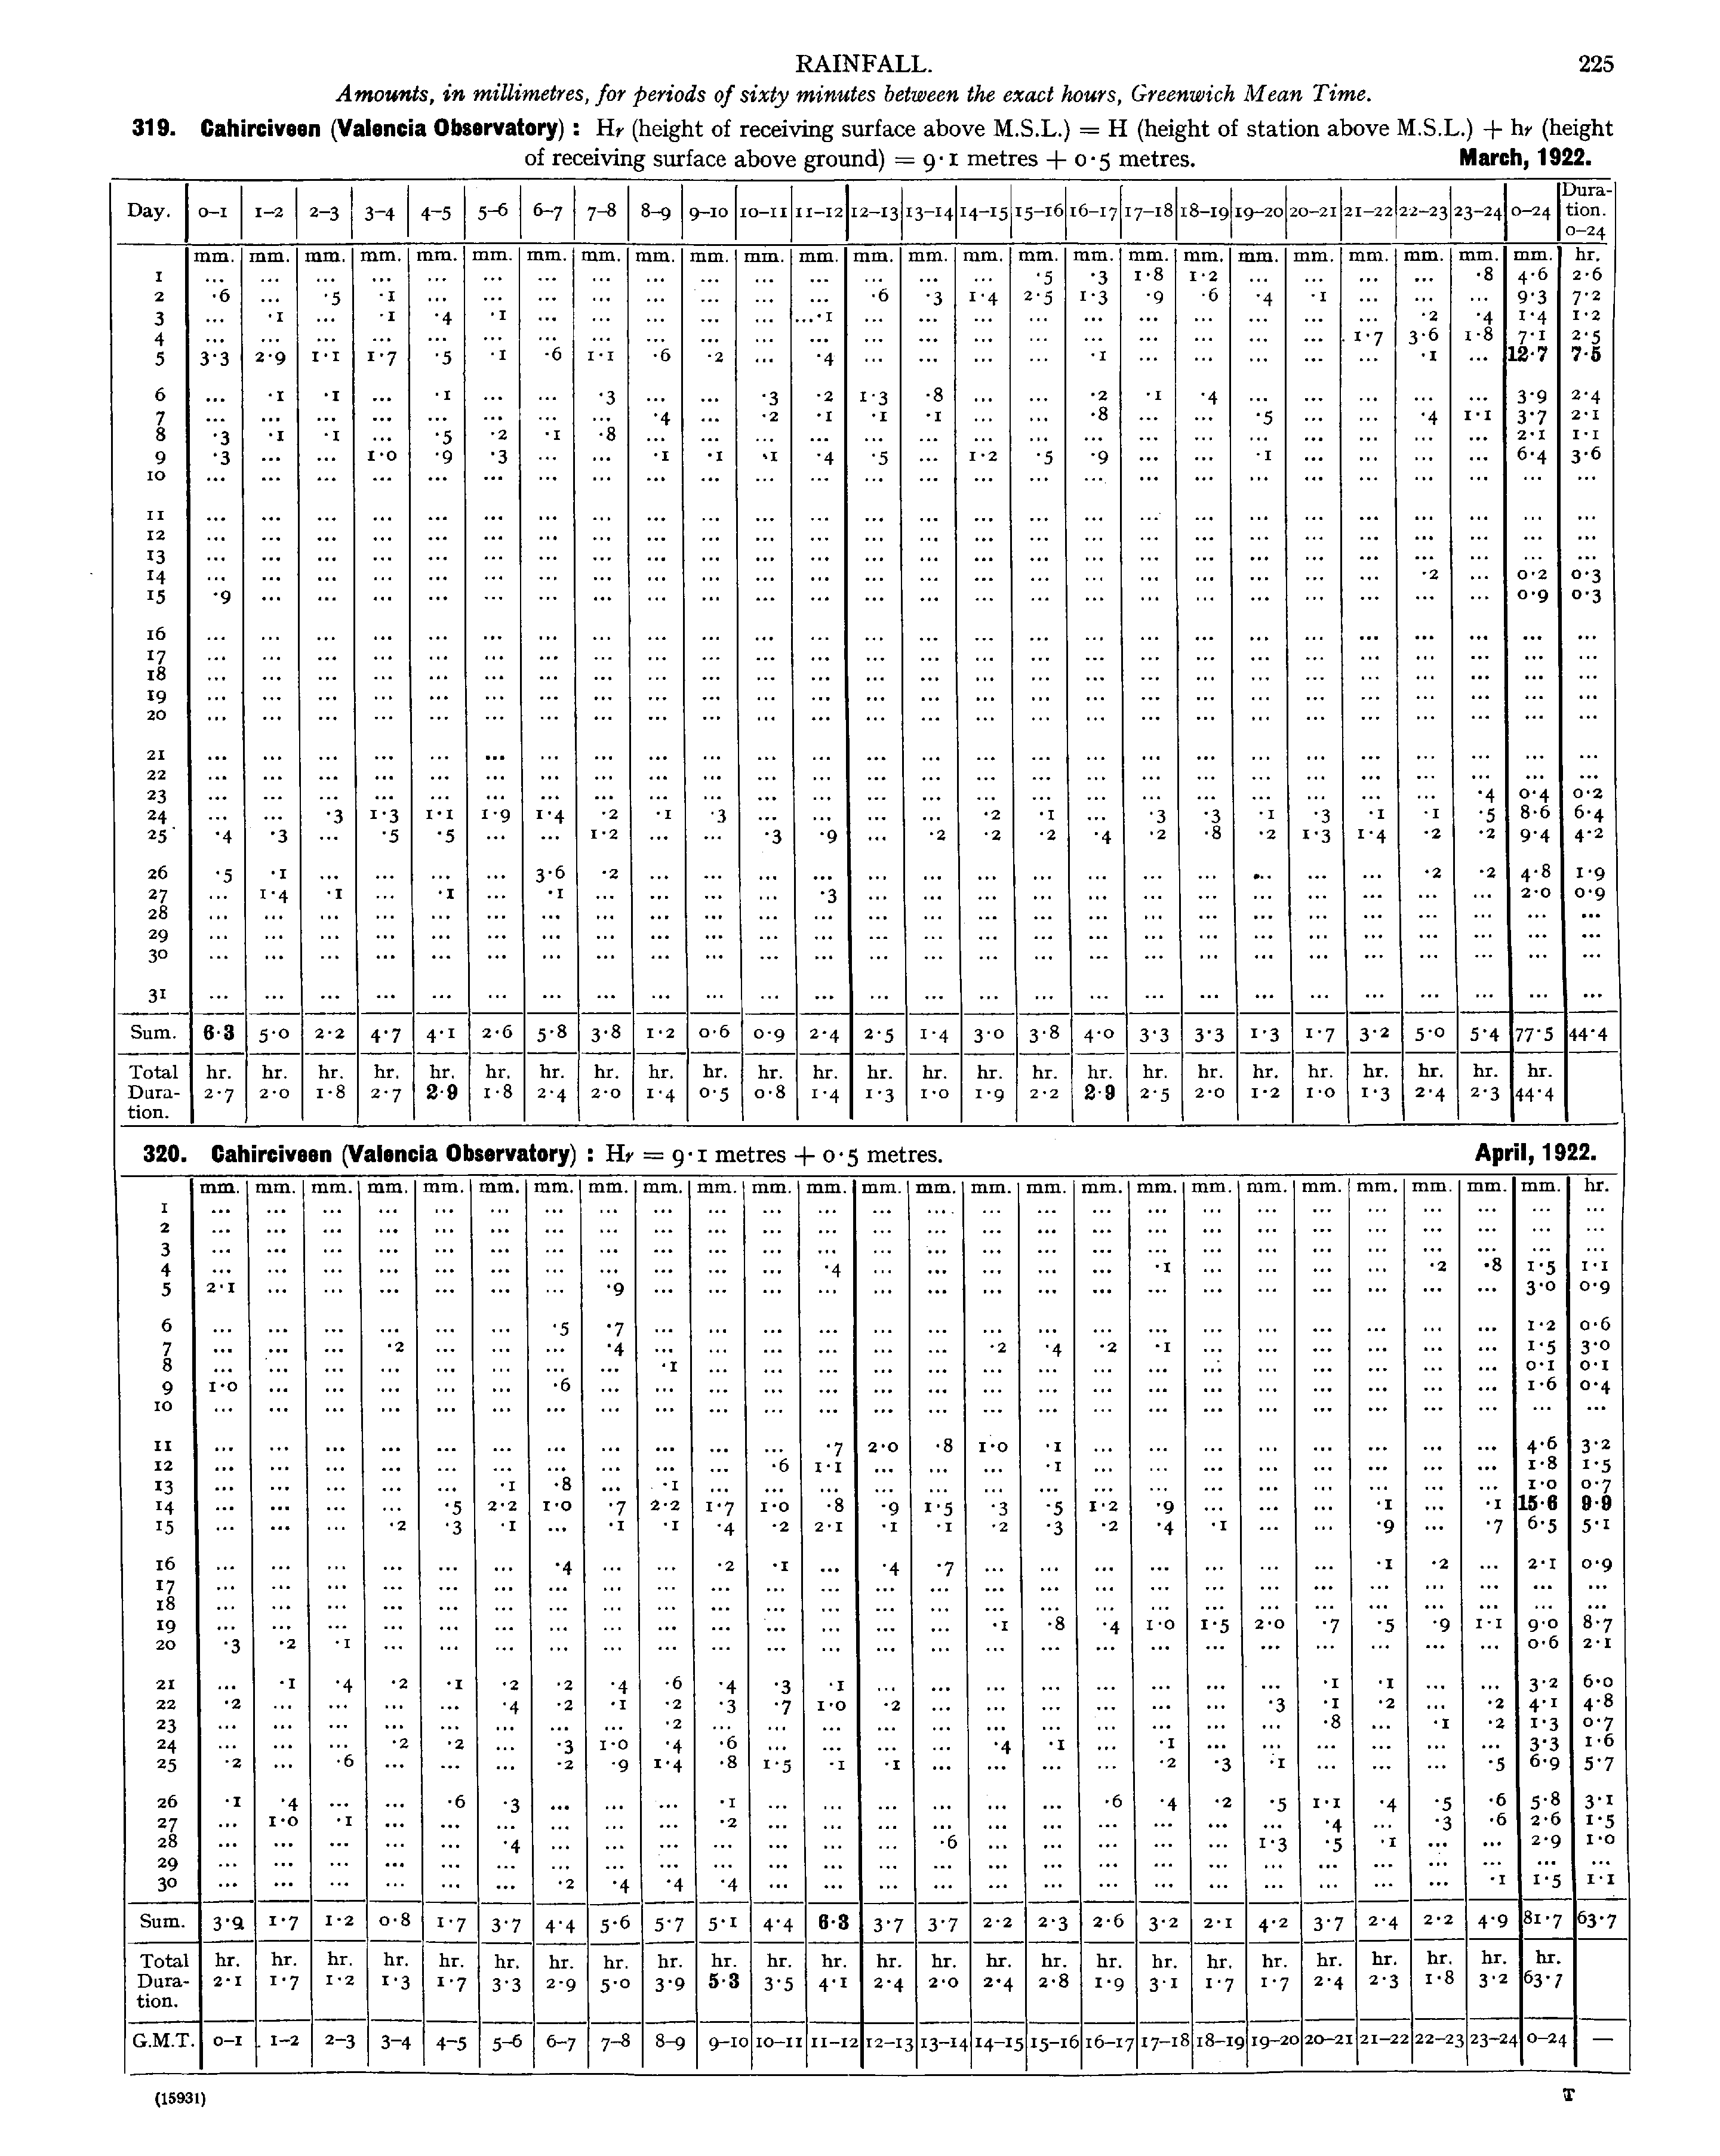 RAINFALL. 225
Amounts, in millimetres, for periods of sixty minutes between the exact hours, Greenwich Mean Time.
319. Cahirciveen (Valencia Observatory) : Hr (height of receiving surface above M.S.L.) = H (height of station above M.S.L.) + hr (height
of receiving surface above ground) = 9·1 metres + 0·5 metres. March, 1922.
Day. 0–1 1–2 2–3 3–4 4–5 5–6 6–7 7–8 8–9 9–10 10–11 11–12 12–13 13–14 14–15 15–16 16–17 17–18 18–19 19–20 20–21 21–22 22–23 23–24 0–24 Dura-tion. 0–24
mm. mm. mm. mm. mm. mm. mm. mm. mm. mm. mm. mm. mm. mm. mm. mm. mm. mm. mm. mm. mm. mm. mm. mm. mm. hr.
1 ... ... ... ... ... ... ... ... ... ... ... ... ... ... ... ·5 ·3 1·8 1·2 ... ... ... ... ·8 4·6 2·6
2 ·6 ... ·5 ·1 ... ... ... ... ... ... ... ... ·6 ·3 1·4 2·5 1·3 ·9 ·6 ·4 ·1 ... ... ... 9·3 7·2
3 ... ·1 ... ·1 ·4 ·1 ... ... ... ... ... ...·1 ... ... ... ... ... ... ... ... ... ... ·2 ·4 1·4 1·2
4 ... ... ... ... ... ... ... ... ... ... ... ... ... ... ... ... ... ... ... ... ... 1·7 3·6 1·8 7·1 2·5
5 3·3 2·9 1·1 1·7 ·5 ·1 ·6 1·1 ·6 ·2 ... ·4 ... ... ... ... ·1 ... ... ... ... ... ·1 ... 12·7 7·5
6 ... ·1 ·1 ... ·1 ... ... ·3 ... ... ·3 ·2 1·3 ·8 ... ... ·2 ·1 ·4 ... ... ... ... ... 3·9 2·4
7 ... ... ... ... ... ... ... ... ·4 ... ·2 ·1 ·1 ·1 ... ... ·8 ... ... ·5 ... ... ·4 1·1 3·7 2·1
8 ·3 ·1 ·1 ... ·5 ·2 ·1 ·8 ... ... ... ... ... ... ... ... ... ... ... ... ... ... ... ... 2·1 1·1
9 ·3 ... ... 1·0 ·9 ·3 ... ... ·1 ·1 ·1 ·4 ·5 ... 1·2 ·5 ·9 ... ... ·1 ... ... ... ... 6·4 3·6
10 ... ... ... ... ... ... ... ... ... ... ... ... ... ... ... ... ... ... ... ... ... ... ... ... ... ...
11 ... ... ... ... ... ... ... ... ... ... ... ... ... ... ... ... ... ... ... ... ... ... ... ... ... ...
12 ... ... ... ... ... ... ... ... ... ... ... ... ... ... ... ... ... ... ... ... ... ... ... ... ... ...
13 ... ... ... ... ... ... ... ... ... ... ... ... ... ... ... ... ... ... ... ... ... ... ... ... ... ...
14 ... ... ... ... ... ... ... ... ... ... ... ... ... ... ... ... ... ... ... ... ... ... ·2 ... 0·2 0·3
15 ·9 ... ... ... ... ... ... ... ... ... ... ... ... ... ... ... ... ... ... ... ... ... ... ... 0·9 0·3
16 ... ... ... ... ... ... ... ... ... ... ... ... ... ... ... ... ... ... ... ... ... ... ... ... ... ...
17 ... ... ... ... ... ... ... ... ... ... ... ... ... ... ... ... ... ... ... ... ... ... ... ... ... ...
18 ... ... ... ... ... ... ... ... ... ... ... ... ... ... ... ... ... ... ... ... ... ... ... ... ... ...
19 ... ... ... ... ... ... ... ... ... ... ... ... ... ... ... ... ... ... ... ... ... ... ... ... ... ...
20 ... ... ... ... ... ... ... ... ... ... ... ... ... ... ... ... ... ... ... ... ... ... ... ... ... ...
21 ... ... ... ... ... ... ... ... ... ... ... ... ... ... ... ... ... ... ... ... ... ... ... ... ... ...
22 ... ... ... ... ... ... ... ... ... ... ... ... ... ... ... ... ... ... ... ... ... ... ... ... ... ...
23 ... ... ... ... ... ... ... ... ... ... ... ... ... ... ... ... ... ... ... ... ... ... ... ·4 0·4 0·2
24 ... ... ·3 1·3 1·1 1·9 1·4 ·2 ·1 ·3 ... ... ... ... ·2 ·1 ... ·3 ·3 ·1 ·3 ·1 ·1 ·5 8·6 6·4
25 ·4 ·3 ... ·5 ·5 ... ... 1·2 ... ... ·3 ·9 ... ·2 ·2 ·2 ·4 ·2 ·8 ·2 1·3 1·4 ·2 ·2 9·4 4·2
26 ·5 ·1 ... ... ... ... 3·6 ·2 ... ... ... ... ... ... ... ... ... ... ... ... ... ... ·2 ·2 4·8 1·9
27 ... 1·4 ·1 ... ·1 ... ·1 ... ... ... ... ·3 ... ... ... ... ... ... ... ... ... ... ... ... 2·0 0·9
28 ... ... ... ... ... ... ... ... ... ... ... ... ... ... ... ... ... ... ... ... ... ... ... ... ... ...
29 ... ... ... ... ... ... ... ... ... ... ... ... ... ... ... ... ... ... ... ... ... ... ... ... ... ...
30 ... ... ... ... ... ... ... ... ... ... ... ... ... ... ... ... ... ... ... ... ... ... ... ... ... ...
31 ... ... ... ... ... ... ... ... ... ... ... ... ... ... ... ... ... ... ... ... ... ... ... ... ... ...
Sum. 6·3 5·0 2·2 4·7 4·1 2·6 5·8 3·8 1·2 0·6 0·9 2·4 2·5 1·4 3·0 3·8 4·0 3·3 3·3 1·3 1·7 3·2 5·0 5·4 77·5 44·4
Total hr. hr. hr. hr. hr. hr. hr. hr. hr. hr. hr. hr. hr. hr. hr. hr. hr. hr. hr. hr. hr. hr. hr. hr. hr.
Dura- 2·7 2·0 1·8 2·7 2·9 1·8 2·4 2·0 1·4 0·5 0·8 1·4 1·3 1·0 1·9 2·2 2·9 2·5 2·0 1·2 1·0 1·3 2·4 2·3 44·4
tion.
320. Cahirciveen (Valencia Observatory) : Hr = 9·1 metres + 0·5 metres. April, 1922.
mm. mm. mm. mm. mm. mm. mm. mm. mm. mm. mm. mm. mm. mm. mm. mm. mm. mm. mm. mm. mm. mm. mm. mm. mm. hr.
1 ... ... ... ... ... ... ... ... ... ... ... ... ... ... ... ... ... ... ... ... ... ... ... ... ... ...
2 ... ... ... ... ... ... ... ... ... ... ... ... ... ... ... ... ... ... ... ... ... ... ... ... ... ...
3 ... ... ... ... ... ... ... ... ... ... ... ... ... ... ... ... ... ... ... ... ... ... ... ... ... ...
4 ... ... ... ... ... ... ... ... ... ... ... ·4 ... ... ... ... ... ·1 ... ... ... ... ·2 ·8 1·5 1·1
5 2·1 ... ... ... ... ... ... ·9 ... ... ... ... ... ... ... ... ... ... ... ... ... ... ... ... 3·0 0·9
6 ... ... ... ... ... ... ·5 ·7 ... ... ... ... ... ... ... ... ... ... ... ... ... ... ... ... 1·2 0·6
7 ... ... ... ·2 ... ... ... ·4 ... ... ... ... ... ... ·2 ·4 ·2 ·1 ... ... ... ... ... ... 1·5 3·0
8 ... ... ... ... ... ... ... ... ·1 ... ... ... ... ... ... ... ... ... ... ... ... ... ... ... 0·1 0·1
9 1·0 ... ... ... ... ... ·6 ... ... ... ... ... ... ... ... ... ... ... ... ... ... ... ... ... 1·6 0·4
10 ... ... ... ... ... ... ... ... ... ... ... ... ... ... ... ... ... ... ... ... ... ... ... ... ... ...
11 ... ... ... ... ... ... ... ... ... ... ... ·7 2·0 ·8 1·0 ·1 ... ... ... ... ... ... ... ... 4·6 3·2
12 ... ... ... ... ... ... ... ... ... ... ·6 1·1 ... ... ... ·1 ... ... ... ... ... ... ... ... 1·8 1·5
13 ... ... ... ... ... ·1 ·8 ... ·1 ... ... ... ... ... ... ... ... ... ... ... ... ... ... ... 1·0 0·7
14 ... ... ... ... ·5 2·2 1·0 ·7 2·2 1·7 1·0 ·8 ·9 1·5 ·3 ·5 1·2 ·9 ... ... ... ·1 ... ·1 15·6 9·9
15 ... ... ... ·2 ·3 ·1 ... ·1 ·1 ·4 ·2 2·1 ·1 ·1 ·2 ·3 ·2 ·4 ·1 ... ... ·9 ... ·7 6·5 5·1
16 ... ... ... ... ... ... ·4 ... ... ·2 ·1 ... ·4 ·7 ... ... ... ... ... ... ... ·1 ·2 ... 2·1 0·9
17 ... ... ... ... ... ... ... ... ... ... ... ... ... ... ... ... ... ... ... ... ... ... ... ... ... ...
18 ... ... ... ... ... ... ... ... ... ... ... ... ... ... ... ... ... ... ... ... ... ... ... ... ... ...
19 ... ... ... ... ... ... ... ... ... ... ... ... ... ... ·1 ·8 ·4 1·0 1·5 2·0 ·7 ·5 ·9 1·1 9·0 8·7
20 ·3 ·2 ·1 ... ... ... ... ... ... ... ... ... ... ... ... ... ... ... ... ... ... ... ... ... 0·6 2·1
21 ... ·1 ·4 ·2 ·1 ·2 ·2 ·4 ·6 ·4 ·3 ·1 ... ... ... ... ... ... ... ... ·1 ·1 ... ... 3·2 6·0
22 ·2 ... ... ... ... ·4 ·2 ·1 ·2 ·3 ·7 1·0 ·2 ... ... ... ... ... ... ·3 ·1 ·2 ... ·2 4·1 4·8
23 ... ... ... ... ... ... ... ... ·2 ... ... ... ... ... ... ... ... ... ... ... ·8 ... ·1 ·2 1·3 0·7
24 ... ... ... ·2 ·2 ... ·3 1·0 ·4 ·6 ... ... ... ... ·4 ·1 ... ·1 ... ... ... ... ... ... 3·3 1·6
25 ·2 ... ·6 ... ... ... ·2 ·9 1·4 ·8 1·5 ·1 ·1 ... ... ... ... ·2 ·3 ·1 ... ... ... ·5 6·9 5·7
26 ·1 ·4 ... ... ·6 ·3 ... ... ... ·1 ... ... ... ... ... ... ·6 ·4 ·2 ·5 1·1 ·4 ·5 ·6 5·8 3·1
27 ... 1·0 ·1 ... ... ... ... ... ... ·2 ... ... ... ... ... ... ... ... ... ... ·4 ... ·3 ·6 2·6 1·5
28 ... ... ... ... ... ·4 ... ... ... ... ... ... ... ·6 ... ... ... ... ... 1·3 ·5 ·1 ... ... 2·9 1·0
29 ... ... ... ... ... ... ... ... ... ... ... ... ... ... ... ... ... ... ... ... ... ... ... ... ... ...
30 ... ... ... ... ... ... ·2 ·4 ·4 ·4 ... ... ... ... ... ... ... ... ... ... ... ... ... ·1 1·5 1·1
Sum. 3·9 1·7 1·2 0·8 1·7 3·7 4·4 5·6 5·7 5·1 4·4 6·3 3·7 3·7 2·2 2·3 2·6 3·2 2·1 4·2 3·7 2·4 2·2 4·9 81·7 63·7
Total hr. hr. hr. hr. hr. hr. hr. hr. hr. hr. hr. hr. hr. hr. hr. hr. hr. hr. hr. hr. hr. hr. hr. hr. hr.
Dura- 2·1 1·7 1·2 1·3 1·7 3·3 2·9 5·0 3·9 5·3 3·5 4·1 2·4 2·0 2·4 2·8 1·9 3·1 1·7 1·7 2·4 2·3 1·8 3·2 63·7
tion.
G.M.T. 0–1 1–2 2–3 3–4 4–5 5–6 6–7 7–8 8–9 9–10 10–11 11–12 12–13 13–14 14–15 15–16 16–17 17–18 18–19 19–20 20–21 21–22 22–23 23–24 0–24 —
(15931) T